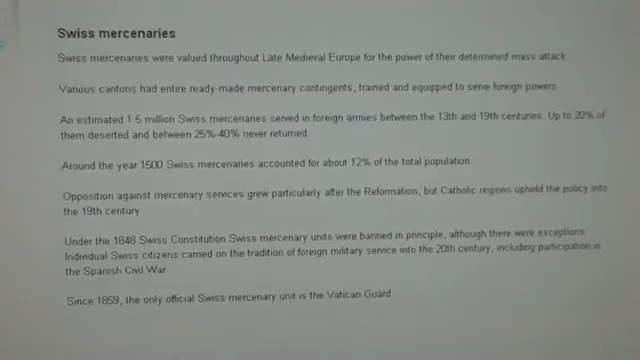 Swiss mercenaries
Swiss mercenaries were valued throughout Late Medieval Europe for the power of their determined mass attack.
Various cantons had entire ready-made mercenary contingents, trained and equipped to serve foreign powers
An estimated 1.5 million Swiss mercenaries served in foreign armies between the 13th and 19th centuries. Up to 20% of
them deserted and between 25%-40% never returned
Around the year 1500 Swiss mercenaries accounted for about 12% of the total population
Opposition against mercenary services grew particularly after the Reformation, but Catholic regions upheld the policy into
the 19th century
Under the 1848 Swiss Constitution Swiss mercenary units were banned in principle, although there were exceptions.
Individual Swiss citizens carried on the tradition of foreign military service into the 20th century, including participation in
the Spanish Civil War.
Since 1859, the only official Swiss mercenary unit is the Vatican Guard